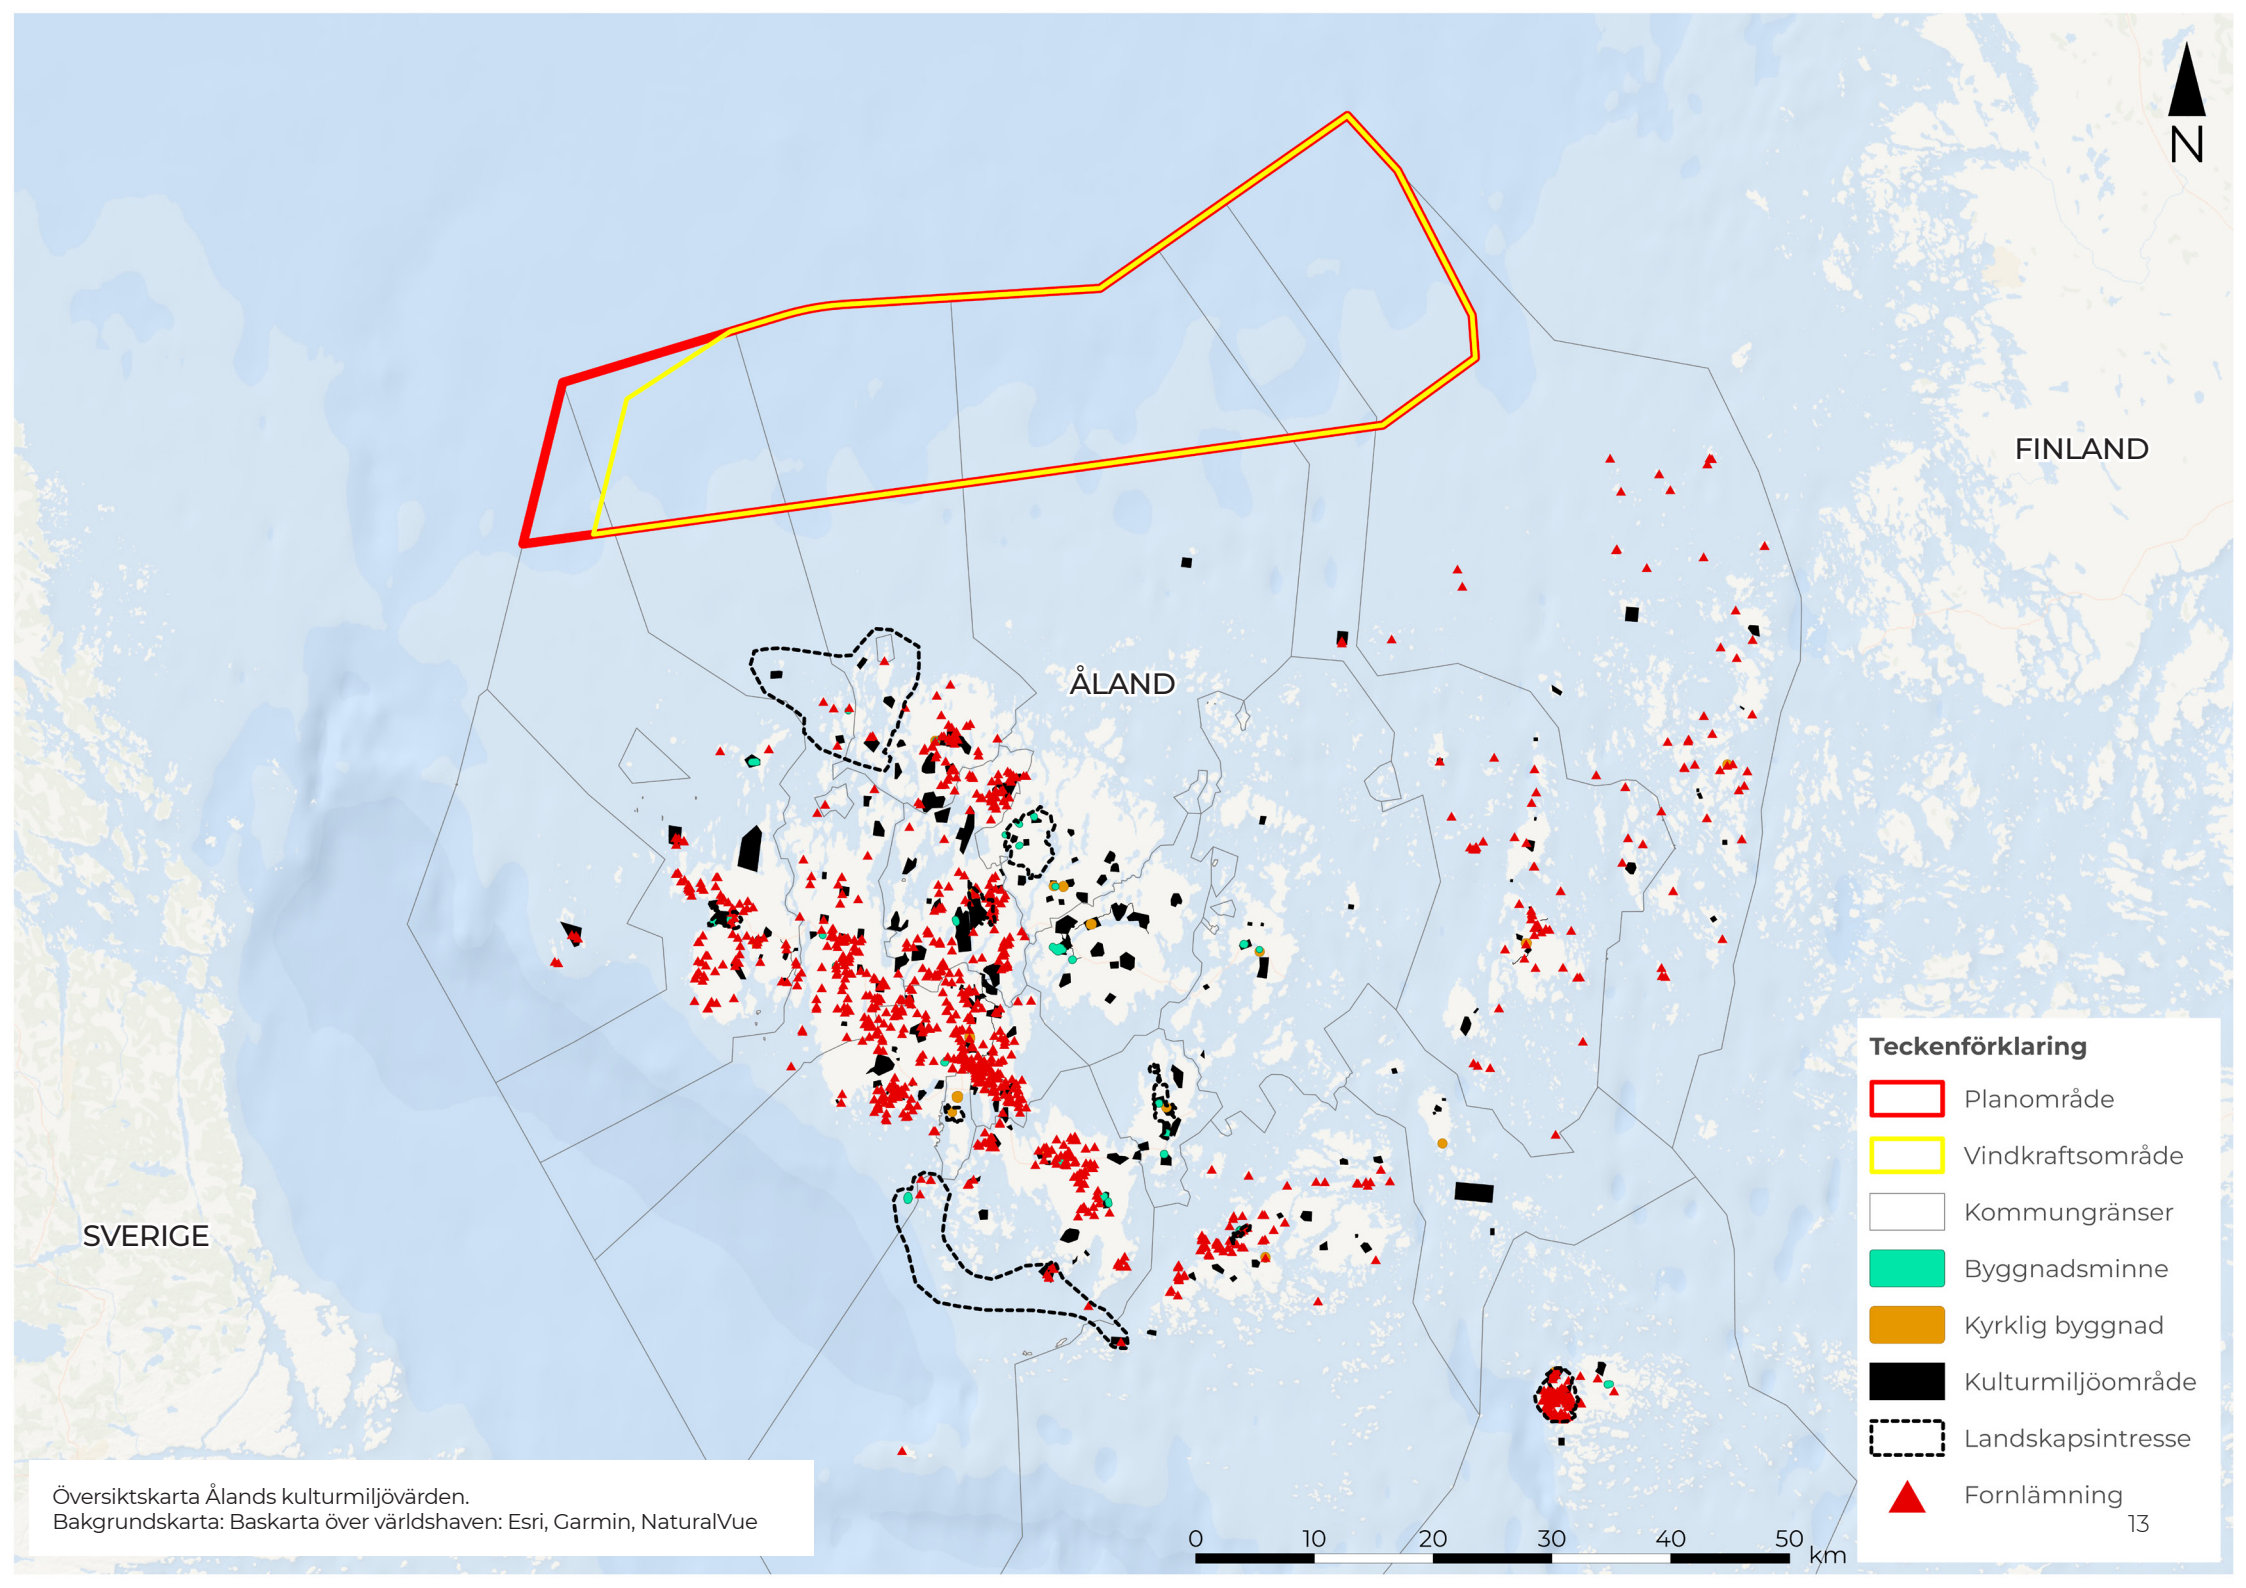 N
FINLAND
ÅLAND
SVERIGE
Teckenförklaring
Planområde
Vindkraftsområde
Kommungränser
Byggnadsminne
Kyrklig byggnad
Kulturmiljöområde
Landskapsintresse
Fornlämning
13
Översiktskarta Ålands kulturmiljövärden.
Bakgrundskarta: Baskarta över världshaven: Esri, Garmin, NaturalVue
0 10 20 30 40 50 km